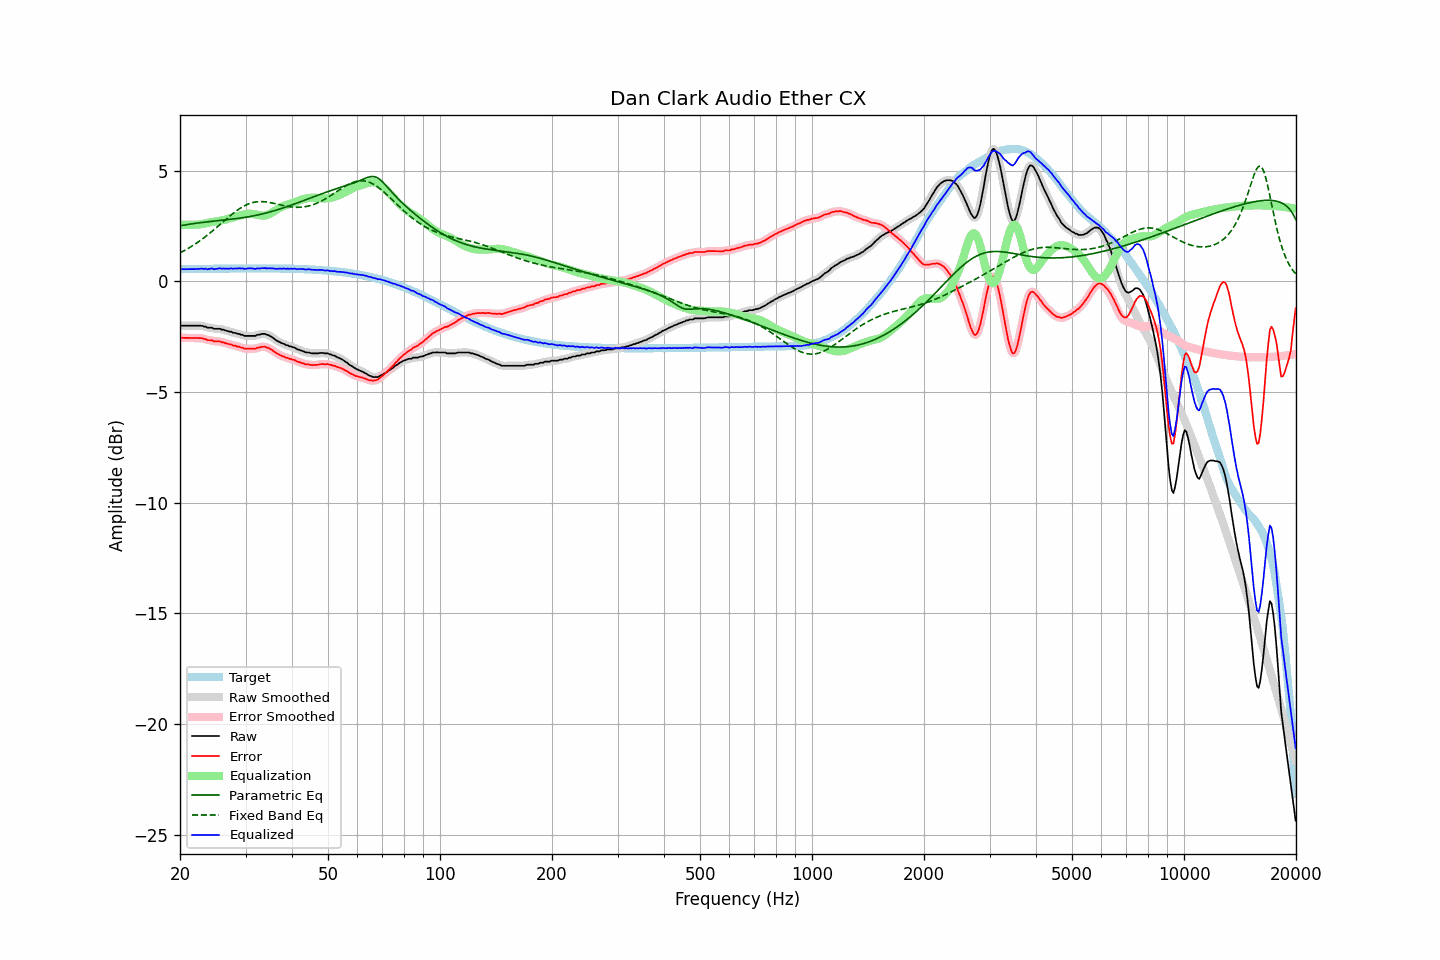 Dan Clark Audio Ether CX
Amplitude (dBr)
5
0
−5
−10
−15
−20
−25
Target
Raw Smoothed
Error Smoothed
Raw
Error
Equalization
Parametric Eq
Fixed Band Eq
Equalized
20 50 100 200 500 1000 2000 5000 10000 20000
Frequency (Hz)